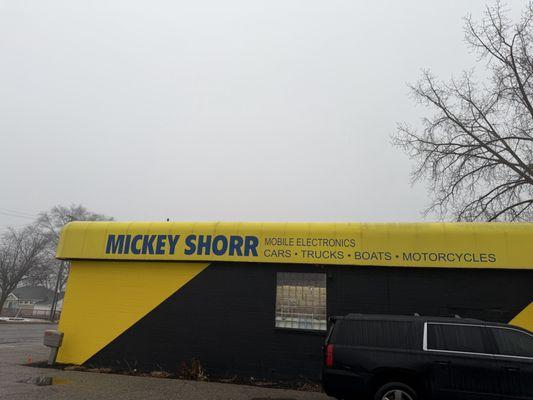 MICKEY SHORR
MOBILE ELECTRONICS
CARS • TRUCKS • BOATS • MOTORCYCLES